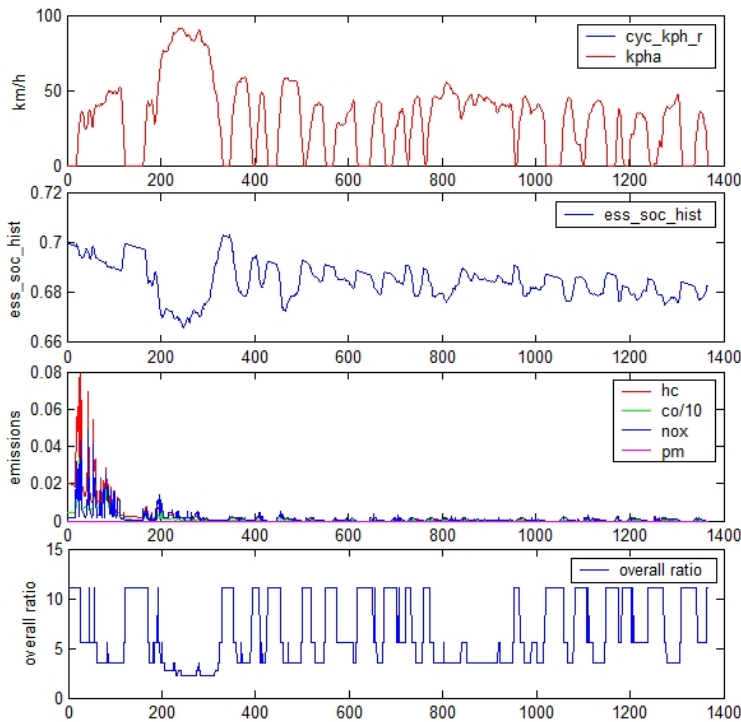 100
cyc_kph_r
kpha
km/h
50
0
0 200 400 600 800 1000 1200 1400
0.72
ess_soc_hist
0.7
ess_soc_hist
0.68
0.66
0 200 400 600 800 1000 1200 1400
0.08
hc
0.06
co/10
emissions
0.04
nox
pm
0.02
0
0 200 400 600 800 1000 1200 1400
15
overall ratio
10
overall ratio
5
0
0 200 400 600 800 1000 1200 1400